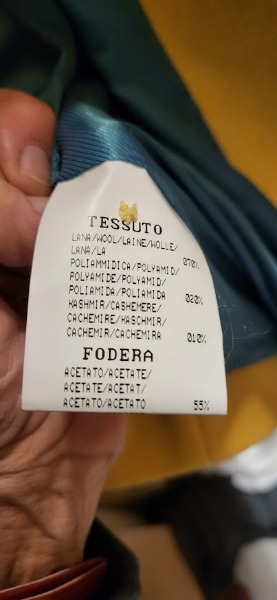 TESSUTO
LANA/WOOL/LAINE/WOLLE/
LANA/LA 070%
POLIAMMIDICA/POLYAMID/
POLYAMIDE/POLYAMID/
POLIAMIDA/POLIAMIDA 020%
KASHMIR/CASHEMERE/
CACHEMIRE/KASCHMIR/
CACHEMIR/CACHEMIRA 010%
FODERA
ACETATO/ACETATE/
ACETATE/ACETAT/
ACETATO/ACETATO 55%